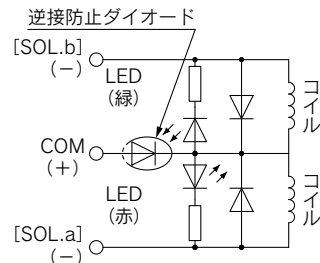 逆接防止ダイオード
[SOL.b]
(−)
LED
(緑)
コイル
COM
(+)
LED
(赤)
コイル
[SOL.a]
(−)